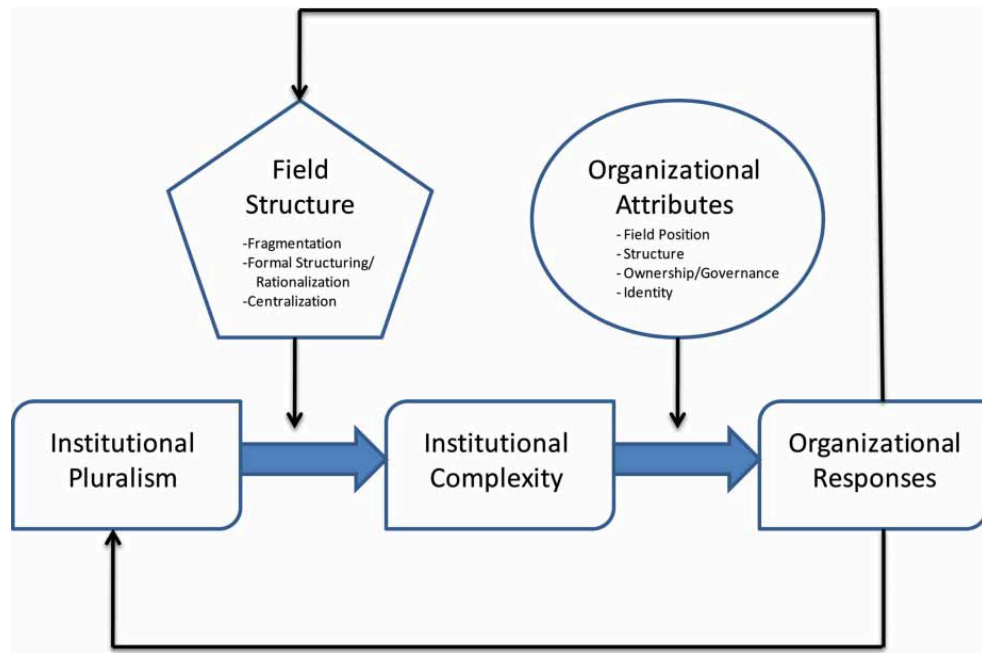 Field
Structure
-Fragmentation
-Formal Structuring/
Rationalization
-Centralization
Organizational
Attributes
- Field Position
- Structure
- Ownership/Governance
- Identity
Institutional
Pluralism
Institutional
Complexity
Organizational
Responses